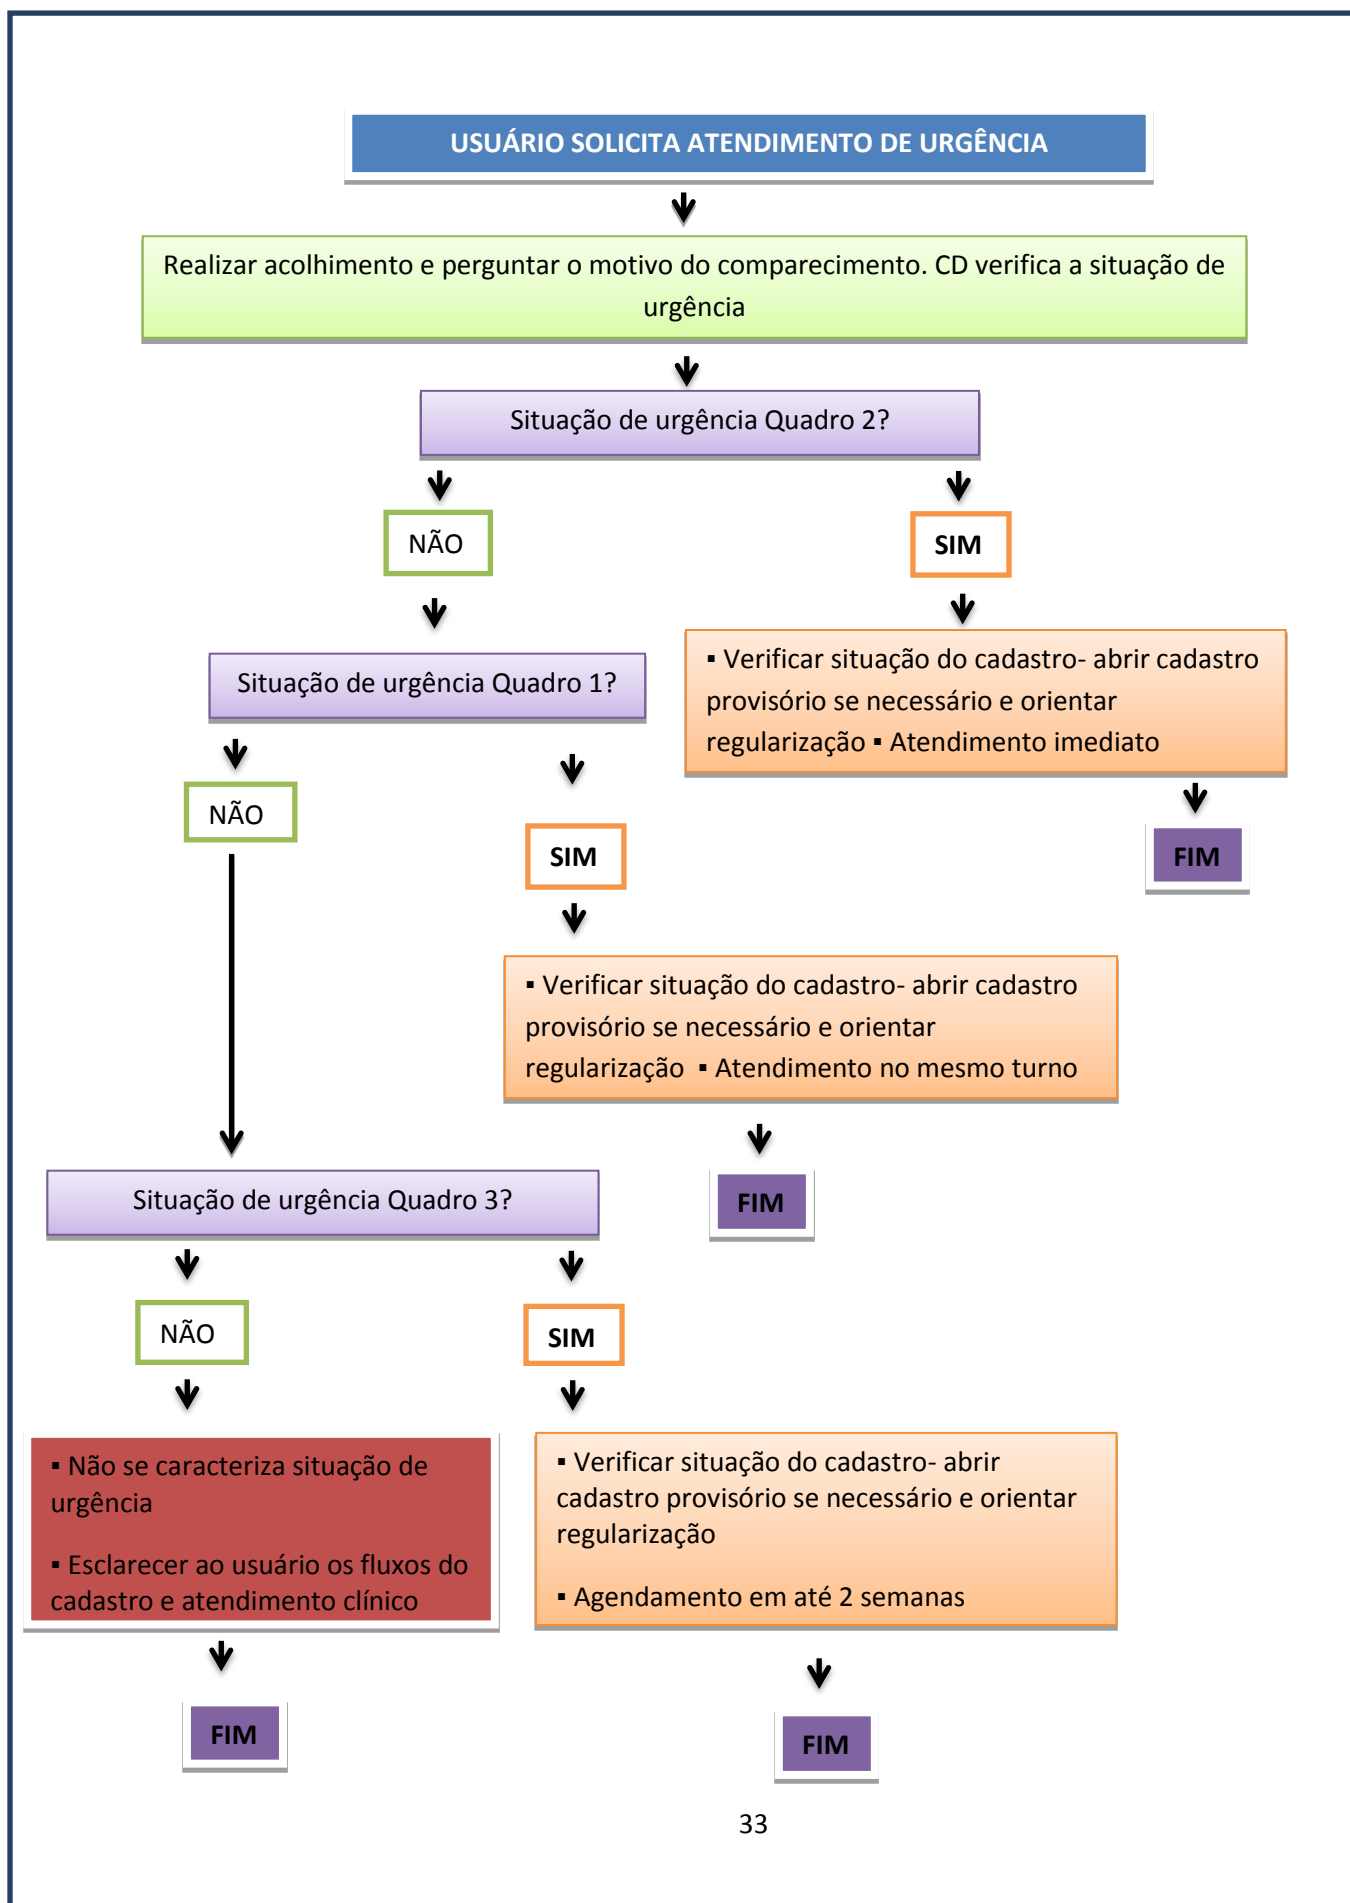 USUÁRIO SOLICITA ATENDIMENTO DE URGÊNCIA
Realizar acolhimento e perguntar o motivo do comparecimento. CD verifica a situação de
urgência
Situação de urgência Quadro 2?
NÃO
SIM
▪ Verificar situação do cadastro- abrir cadastro
provisório se necessário e orientar
regularização ▪ Atendimento imediato
FIM
Situação de urgência Quadro 1?
NÃO
SIM
▪ Verificar situação do cadastro- abrir cadastro
provisório se necessário e orientar
regularização ▪ Atendimento no mesmo turno
FIM
Situação de urgência Quadro 3?
NÃO
SIM
▪ Não se caracteriza situação de
urgência
▪ Esclarecer ao usuário os fluxos do
cadastro e atendimento clínico
FIM
▪ Verificar situação do cadastro- abrir
cadastro provisório se necessário e orientar
regularização
▪ Agendamento em até 2 semanas
FIM
33